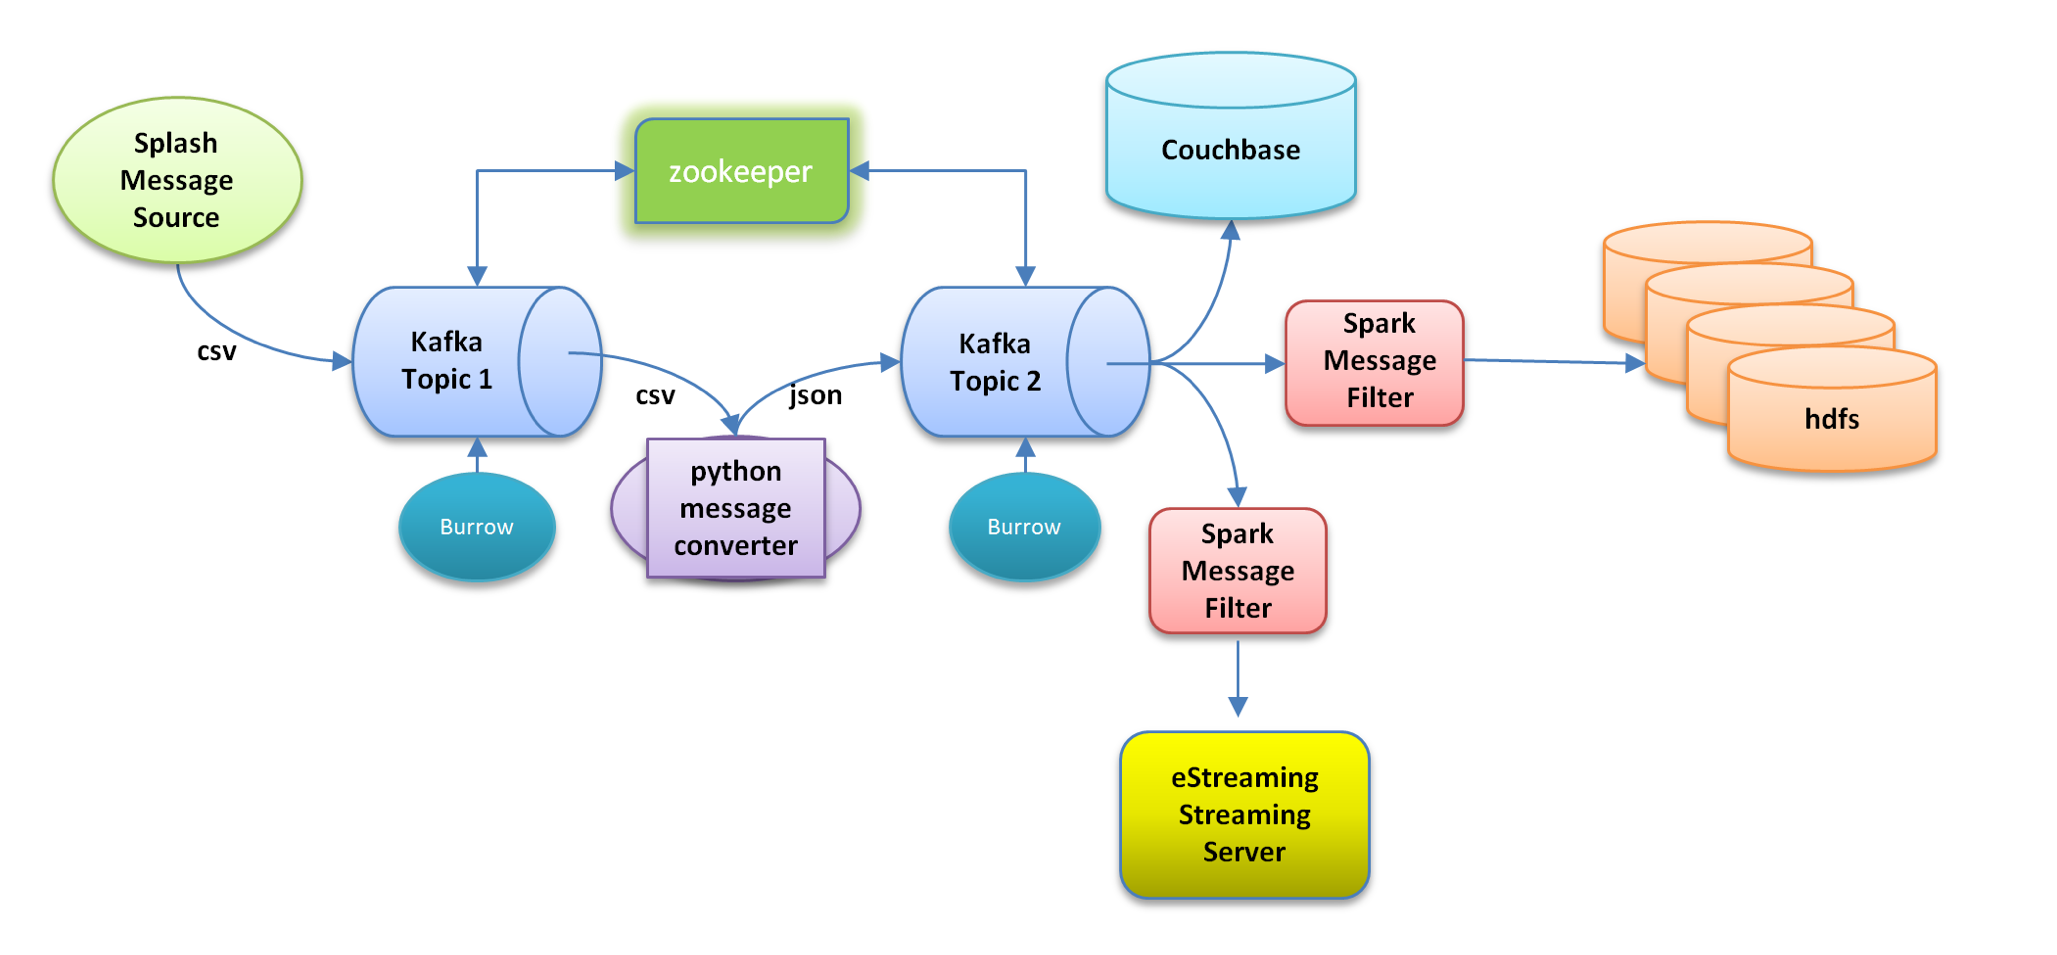 Splash
Message
Source
csv
zookeeper
Kafka
Topic 1
csv
json
python
message
converter
Burrow
Kafka
Topic 2
Burrow
Couchbase
Spark
Message
Filter
hdfs
Spark
Message
Filter
eStreaming
Streaming
Server